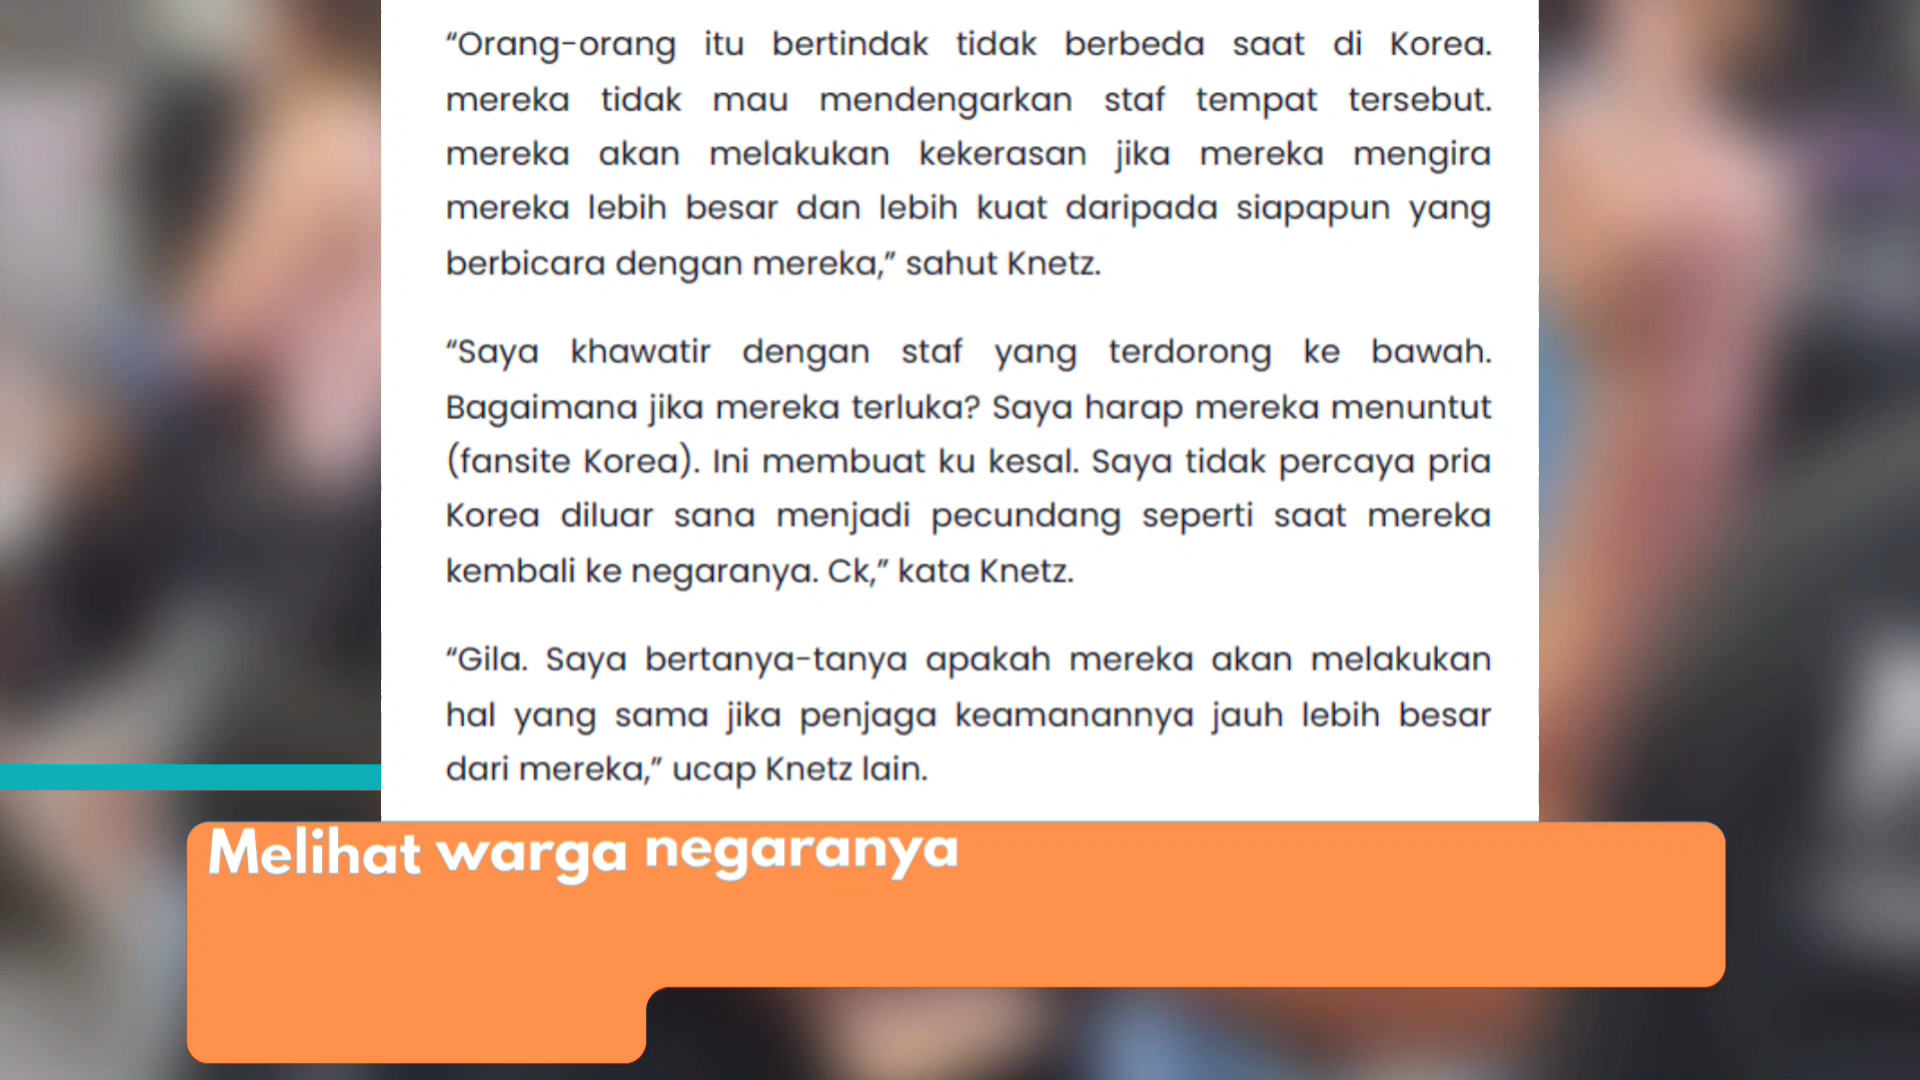 “Orang-orang itu bertindak tidak berbeda saat di Korea.
mereka tidak mau mendengarkan staf tempat tersebut.
mereka akan melakukan kekerasan jika mereka mengira
mereka lebih besar dan lebih kuat daripada siapapun yang
berbicara dengan mereka,” sahut Knetz.
“Saya khawatir dengan staf yang terdorong ke bawah.
Bagaimana jika mereka terluka? Saya harap mereka menuntut
(fansite Korea). Ini membuat ku kesal. Saya tidak percaya pria
Korea diluar sana menjadi pecundang seperti saat mereka
kembali ke negaranya. Ck,” kata Knetz.
“Gila. Saya bertanya-tanya apakah mereka akan melakukan
hal yang sama jika penjaga keamanannya jauh lebih besar
dari mereka,” ucap Knetz lain.
Melihat warga negaranya